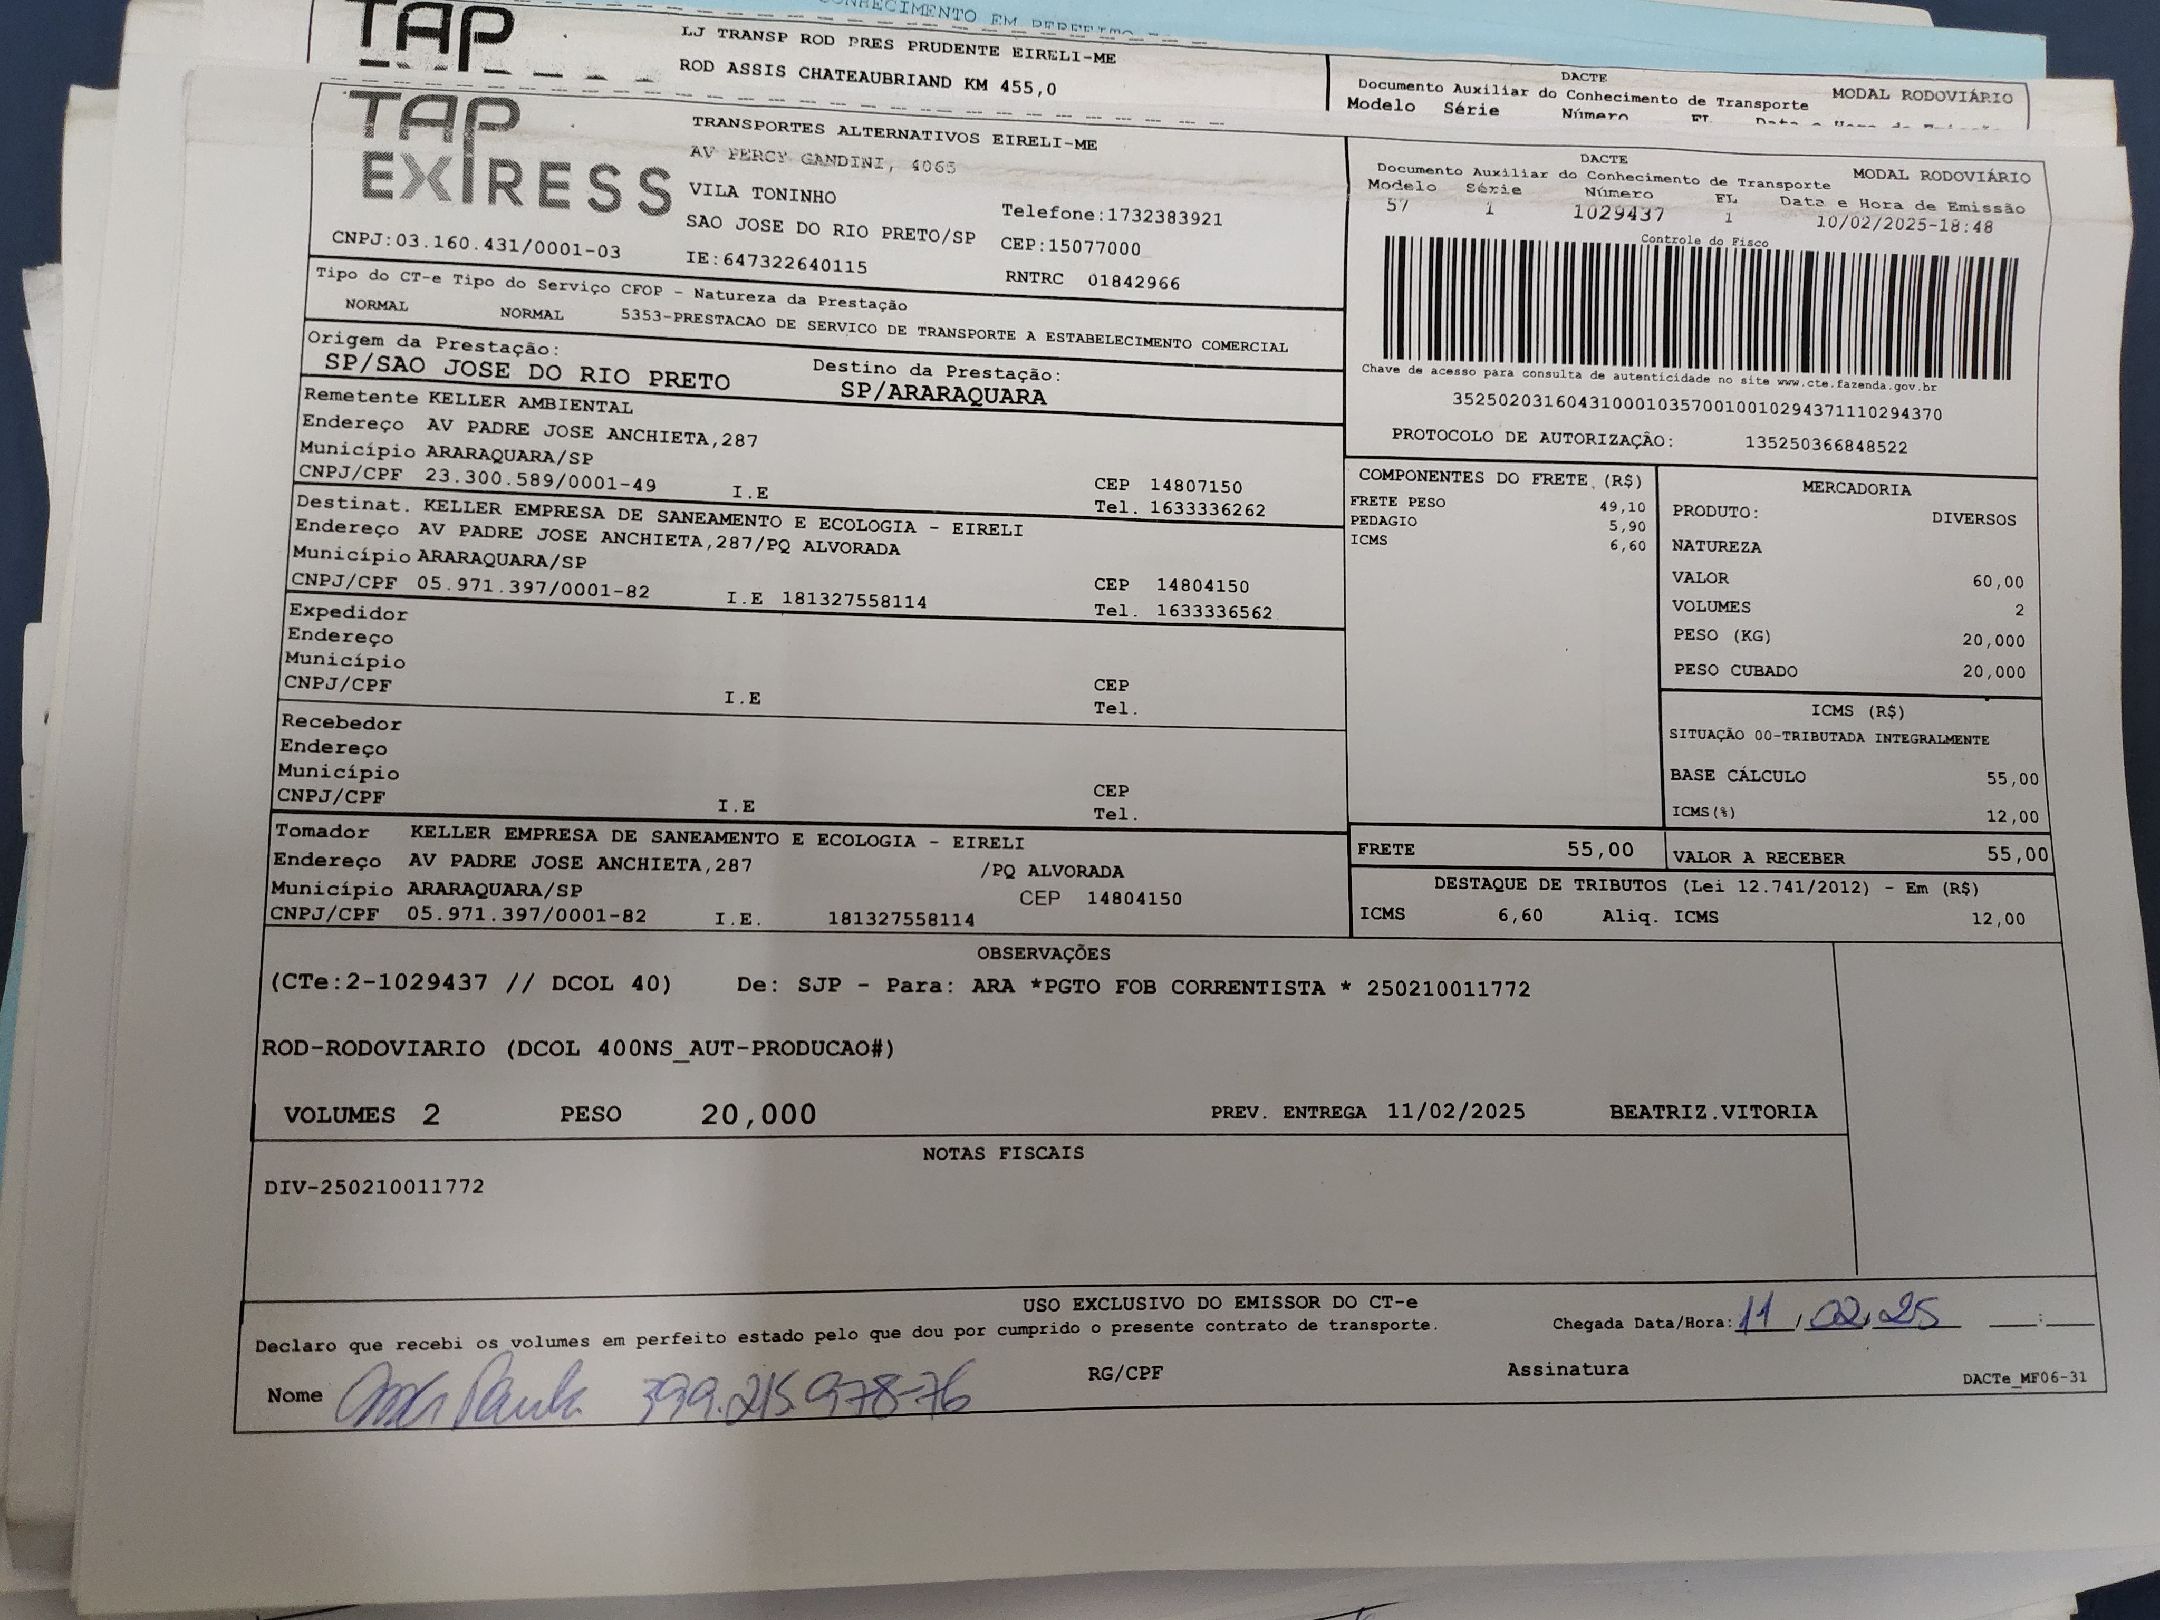 CONHECIMENTO EM PERFEITO
TAP
LJ TRANSP ROD PRES PRUDENTE EIRELI-ME
ROD ASSIS CHATEAUBRIAND KM 455,0
DACTE
Documento Auxiliar do Conhecimento de Transporte
MODAL RODOVIÁRIO
Modelo Série Número FL Data e Hora de Emissão
TAP EXPRESS
TRANSPORTES ALTERNATIVOS EIRELI-ME
AV PERCY GANDINI, 4065
VILA TONINHO
Telefone:1732383921
SAO JOSE DO RIO PRETO/SP CEP:15077000
CNPJ:03.160.431/0001-03 IE:647322640115 RNTRC 01842966
DACTE
Documento Auxiliar do Conhecimento de Transporte
MODAL RODOVIÁRIO
Modelo Série Número FL Data e Hora de Emissão
57 1 1029437 1 10/02/2025-18:48
Controle do Fisco
Chave de acesso para consulta de autenticidade no site www.cte.fazenda.gov.br
35250203160431000103570010010294371110294370
PROTOCOLO DE AUTORIZAÇÃO: 135250366848522
Tipo do CT-e Tipo do Serviço CFOP - Natureza da Prestação
NORMAL NORMAL 5353-PRESTACAO DE SERVICO DE TRANSPORTE A ESTABELECIMENTO COMERCIAL
Origem da Prestação: Destino da Prestação:
SP/SAO JOSE DO RIO PRETO SP/ARARAQUARA
Remetente KELLER AMBIENTAL
Endereço AV PADRE JOSE ANCHIETA,287
Município ARARAQUARA/SP CEP 14807150
CNPJ/CPF 23.300.589/0001-49 I.E Tel. 1633336262
Destinat. KELLER EMPRESA DE SANEAMENTO E ECOLOGIA - EIRELI
Endereço AV PADRE JOSE ANCHIETA,287/PQ ALVORADA
Município ARARAQUARA/SP CEP 14804150
CNPJ/CPF 05.971.397/0001-82 I.E 181327558114 Tel. 1633336562
Expedidor
Endereço
Município CEP
CNPJ/CPF I.E Tel.
Recebedor
Endereço
Município CEP
CNPJ/CPF I.E Tel.
Tomador KELLER EMPRESA DE SANEAMENTO E ECOLOGIA - EIRELI
Endereço AV PADRE JOSE ANCHIETA,287 /PQ ALVORADA
Município ARARAQUARA/SP CEP 14804150
CNPJ/CPF 05.971.397/0001-82 I.E. 181327558114
COMPONENTES DO FRETE (R$)
FRETE PESO 49,10
PEDAGIO 5,90
ICMS 6,60
MERCADORIA
PRODUTO: DIVERSOS
NATUREZA
VALOR 60,00
VOLUMES 2
PESO (KG) 20,000
PESO CUBADO 20,000
ICMS (R$)
SITUAÇÃO 00-TRIBUTADA INTEGRALMENTE
BASE CÁLCULO 55,00
ICMS(%) 12,00
FRETE 55,00 VALOR A RECEBER 55,00
DESTAQUE DE TRIBUTOS (Lei 12.741/2012) - Em (R$)
ICMS 6,60 Aliq. ICMS 12,00
OBSERVAÇÕES
(CTe:2-1029437 // DCOL 40) De: SJP - Para: ARA *PGTO FOB CORRENTISTA * 250210011772
ROD-RODOVIARIO (DCOL 400NS_AUT-PRODUCAO#)
VOLUMES 2 PESO 20,000 PREV. ENTREGA 11/02/2025 BEATRIZ.VITORIA
NOTAS FISCAIS
DIV-250210011772
USO EXCLUSIVO DO EMISSOR DO CT-e
Declaro que recebi os volumes em perfeito estado pelo que dou por cumprido o presente contrato de transporte.
Chegada Data/Hora: 11/02.25 :
Nome Ana Paula 399.215.978-76 RG/CPF Assinatura
DACTe_MF06-31